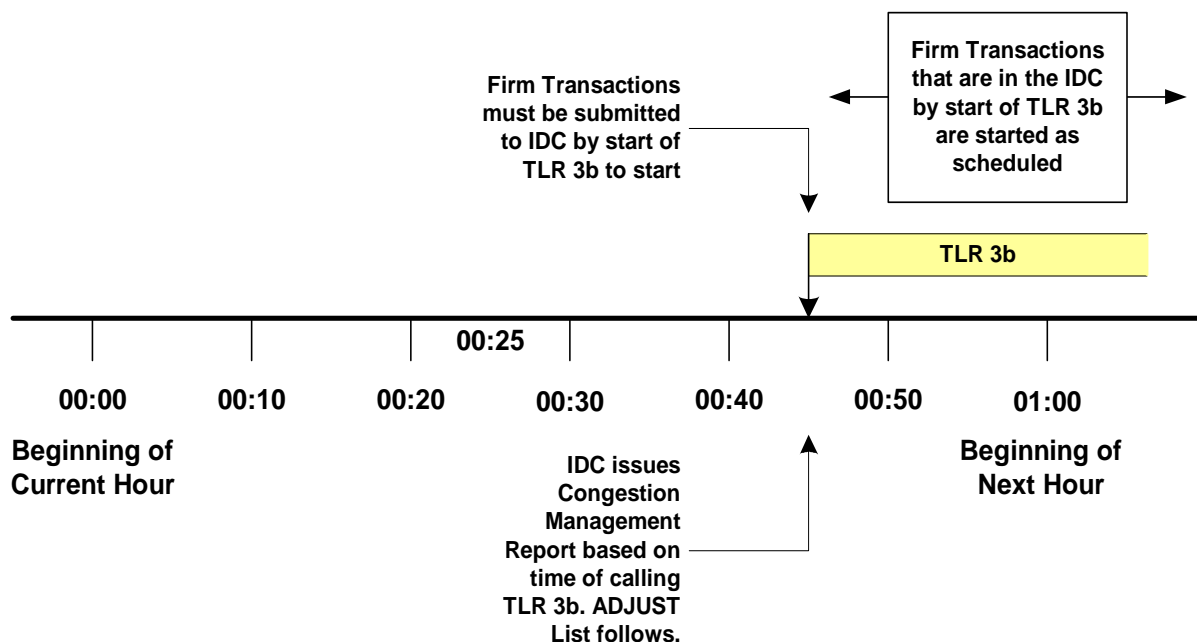 Firm Transactions
must be submitted
to IDC by start of
TLR 3b to start
Firm Transactions
that are in the IDC
by start of TLR 3b
are started as
scheduled
TLR 3b
00:25
00:00
00:10
00:20
00:30
00:40
00:50
01:00
Beginning of
Current Hour
IDC issues
Congestion
Management
Report based on
time of calling
TLR 3b. ADJUST
List follows.
Beginning of
Next Hour